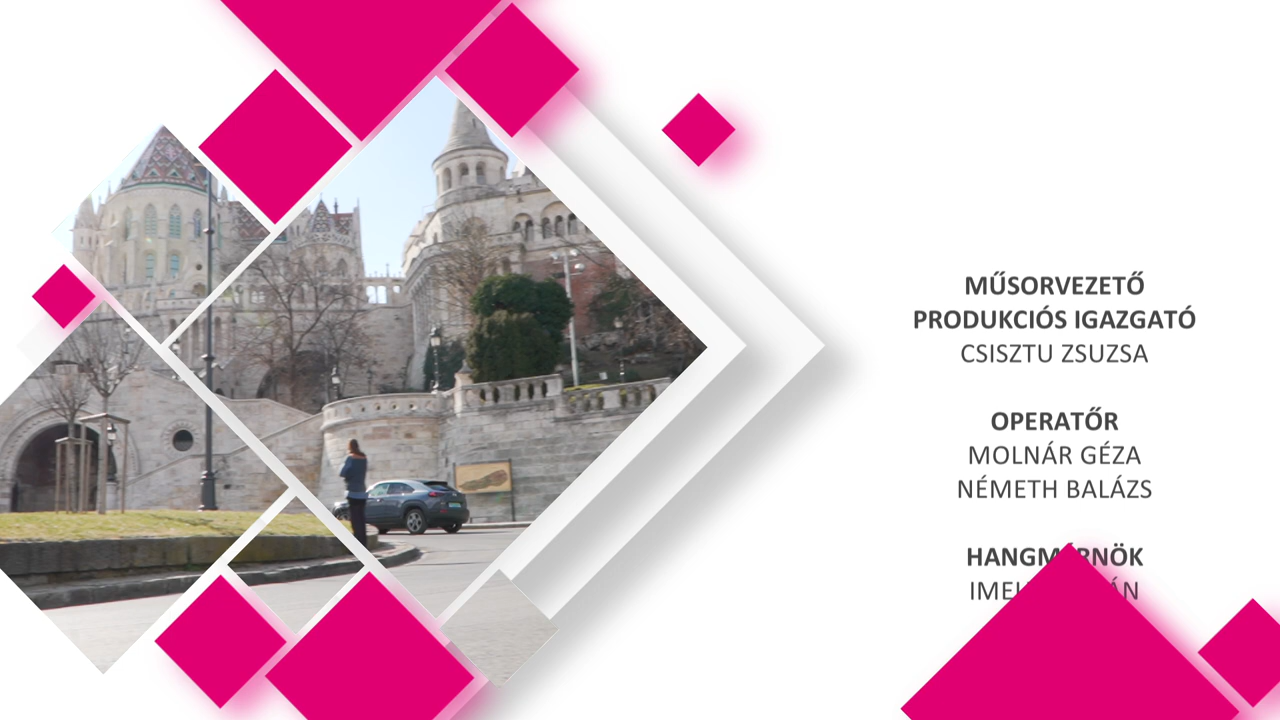 MŰSORVEZETŐ
PRODUKCIÓS IGAZGATÓ
CSISZTU ZSUZSA
OPERATŐR
MOLNÁR GÉZA
NÉMETH BALÁZS